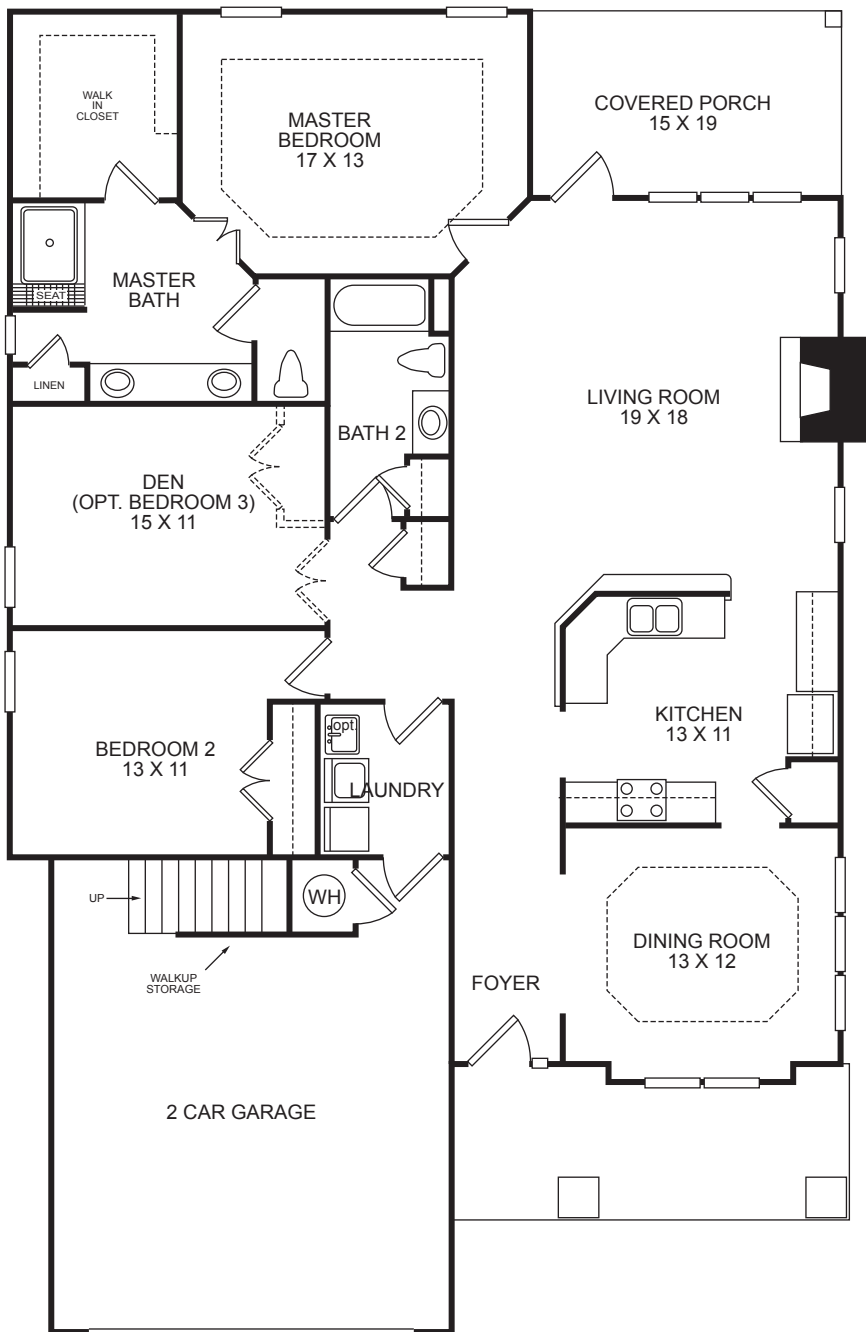 WALK
IN
CLOSET
MASTER
BEDROOM
17 X 13
COVERED PORCH
15 X 19
SEAT
MASTER
BATH
LINEN
BATH 2
LIVING ROOM
19 X 18
DEN
(OPT. BEDROOM 3)
15 X 11
BEDROOM 2
13 X 11
opt.
LAUNDRY
KITCHEN
13 X 11
UP
WH
WALKUP
STORAGE
FOYER
DINING ROOM
13 X 12
2 CAR GARAGE